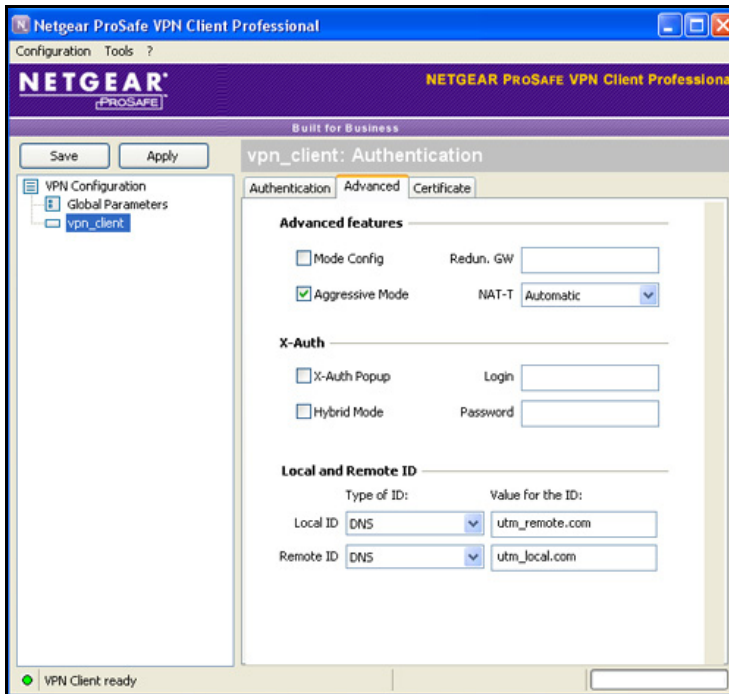 Netgear ProSafe VPN Client Professional
Configuration Tools ?
NETGEAR®
PROSAFE
NETGEAR PROSAFE VPN Client Professiona
Built for Business
Save Apply
vpn_client: Authentication
VPN Configuration
Global Parameters
vpn_client
Authentication Advanced Certificate
Advanced features
Mode Config Redun. GW
Aggressive Mode NAT-T Automatic
X-Auth
X-Auth Popup Login
Hybrid Mode Password
Local and Remote ID
Type of ID: Value for the ID:
Local ID DNS utm_remote.com
Remote ID DNS utm_local.com
VPN Client ready